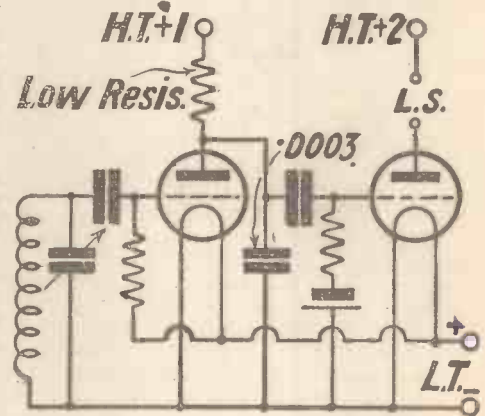 H.T.+1
H.T.+2
Low Resis.
L.S.
·0003
+
L.T.
-